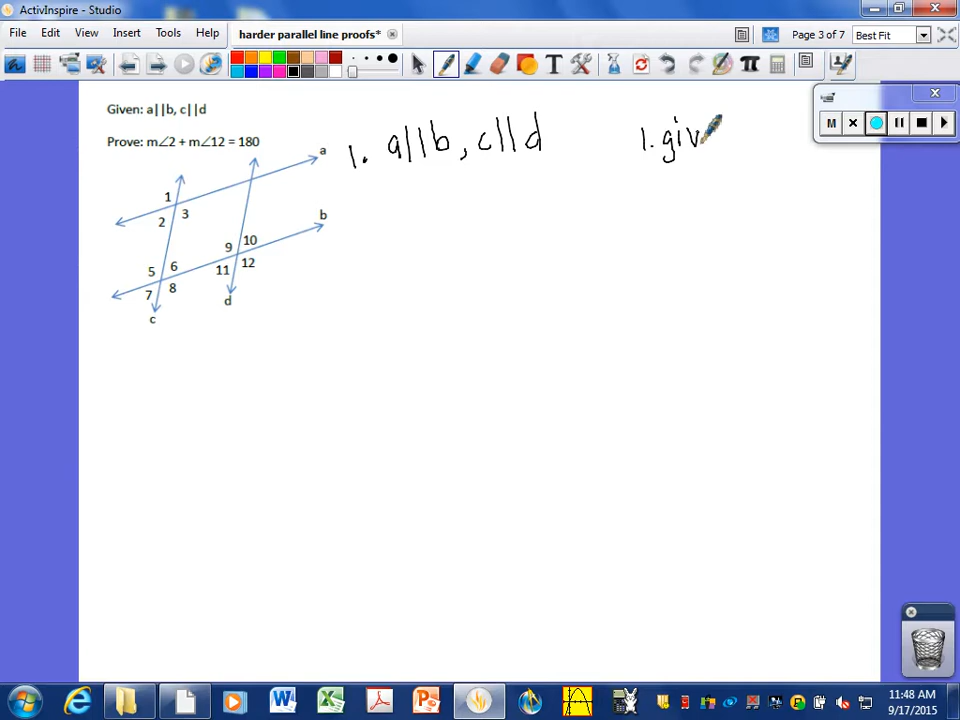 ActivInspire - Studio
File Edit View Insert Tools Help
harder parallel line proofs*
Page 3 of 7
Best Fit
Given: a||b, c||d
Prove: m∠2 + m∠12 = 180
1. a||b, c||d
1. giv
M
a
1
3
2
b
9 10
5 6
11 12
7 8
d
c
11:48 AM
9/17/2015